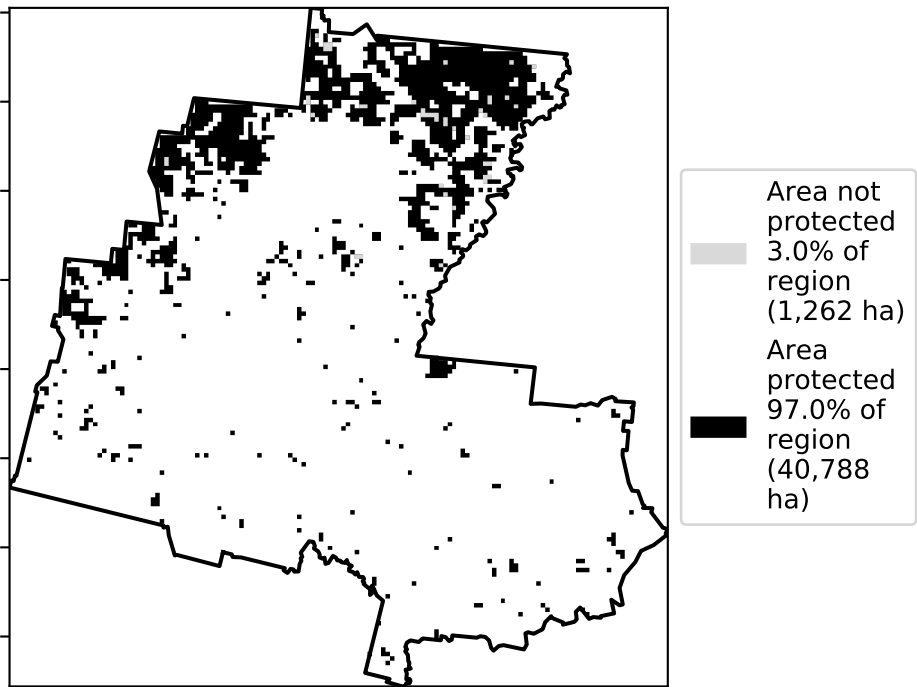 Area not
protected
3.0% of
region
(1,262 ha)
Area
protected
97.0% of
region
(40,788
ha)